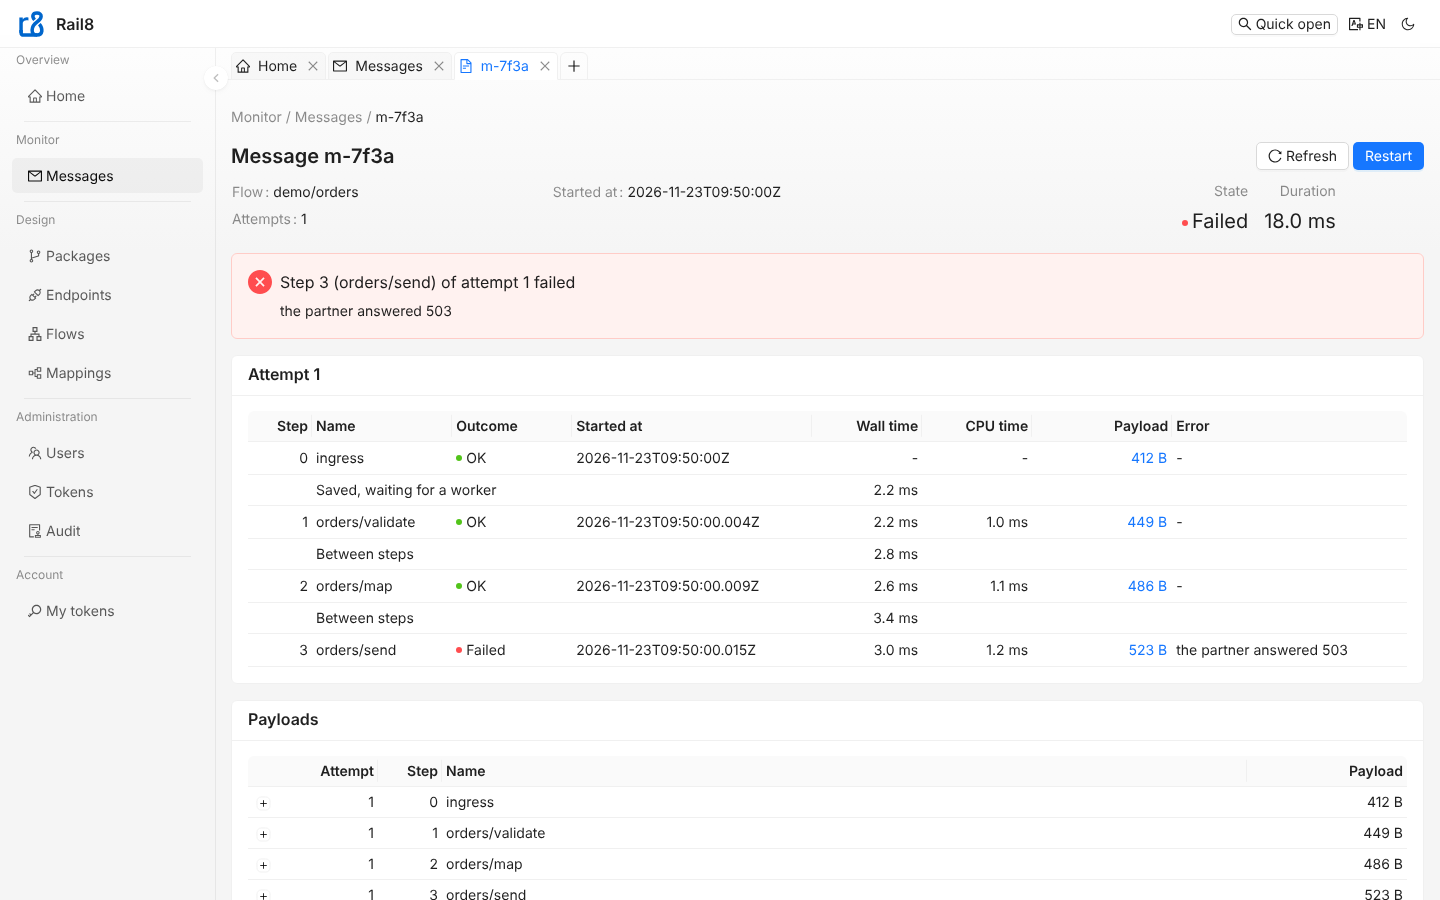 r8 Rail8
Quick open
EN
Overview
Home
Monitor
Messages
Design
Packages
Endpoints
Flows
Mappings
Administration
Users
Tokens
Audit
Account
My tokens
Home
Messages
m-7f3a
Monitor / Messages / m-7f3a
Message m-7f3a
Refresh
Restart
Flow: demo/orders
Started at: 2026-11-23T09:50:00Z
Attempts: 1
State
Duration
Failed
18.0 ms
Step 3 (orders/send) of attempt 1 failed
the partner answered 503
Attempt 1
Step Name Outcome Started at Wall time CPU time Payload Error
0 ingress OK 2026-11-23T09:50:00Z - - 412 B -
Saved, waiting for a worker 2.2 ms
1 orders/validate OK 2026-11-23T09:50:00.004Z 2.2 ms 1.0 ms 449 B -
Between steps 2.8 ms
2 orders/map OK 2026-11-23T09:50:00.009Z 2.6 ms 1.1 ms 486 B -
Between steps 3.4 ms
3 orders/send Failed 2026-11-23T09:50:00.015Z 3.0 ms 1.2 ms 523 B the partner answered 503
Payloads
Attempt Step Name Payload
+ 1 0 ingress 412 B
+ 1 1 orders/validate 449 B
+ 1 2 orders/map 486 B
+ 1 3 orders/send 523 B